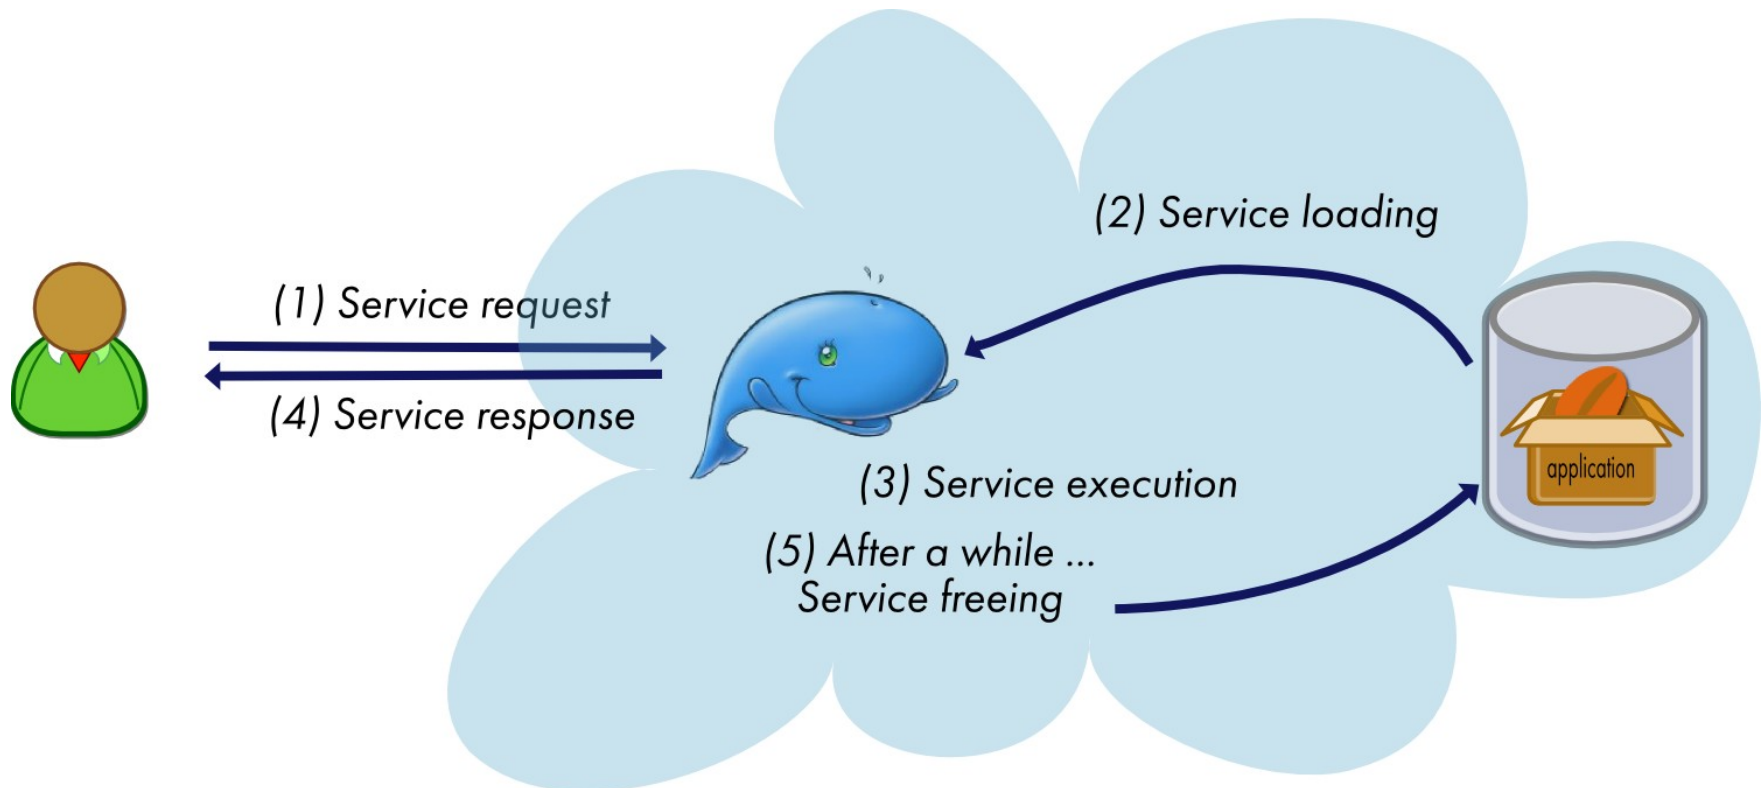 (1) Service request
(4) Service response
(2) Service loading
(3) Service execution
(5) After a while ...
Service freeing
application